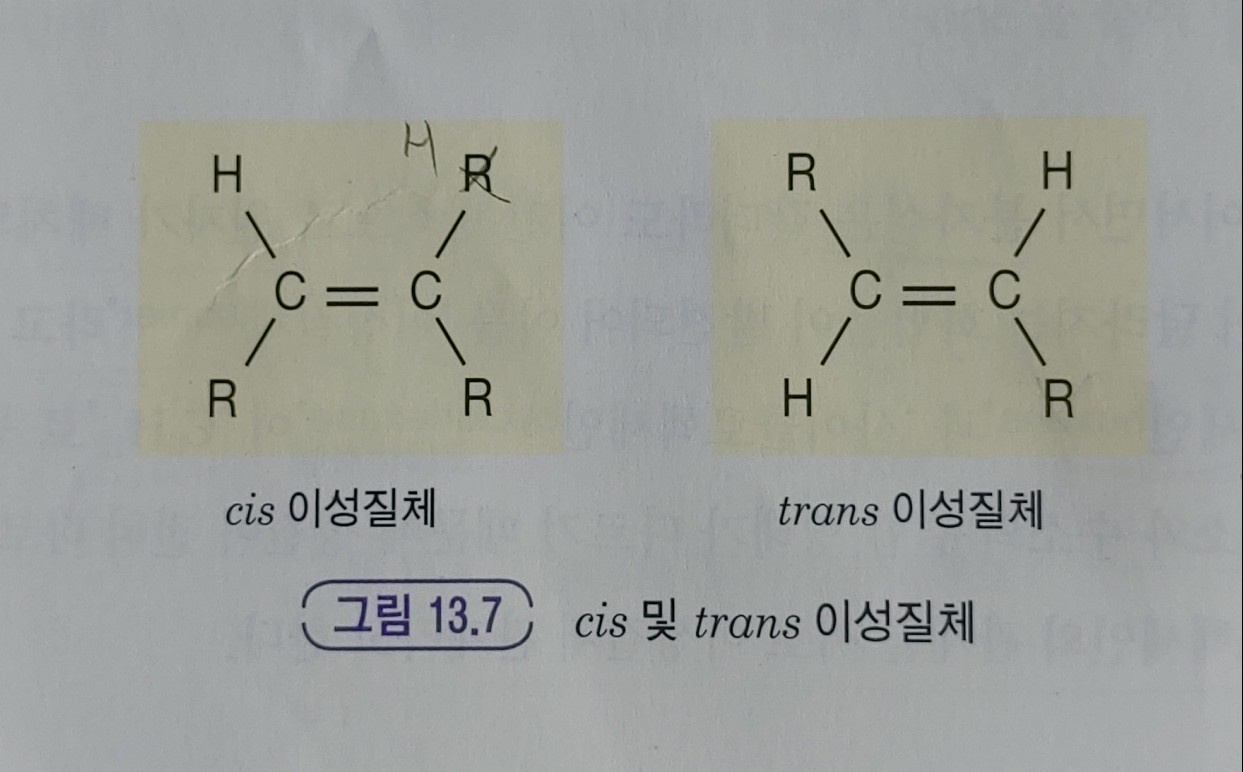 H H R R H
C = C C = C
R R H R
cis 이성질체 trans 이성질체
그림 13.7 cis 및 trans 이성질체